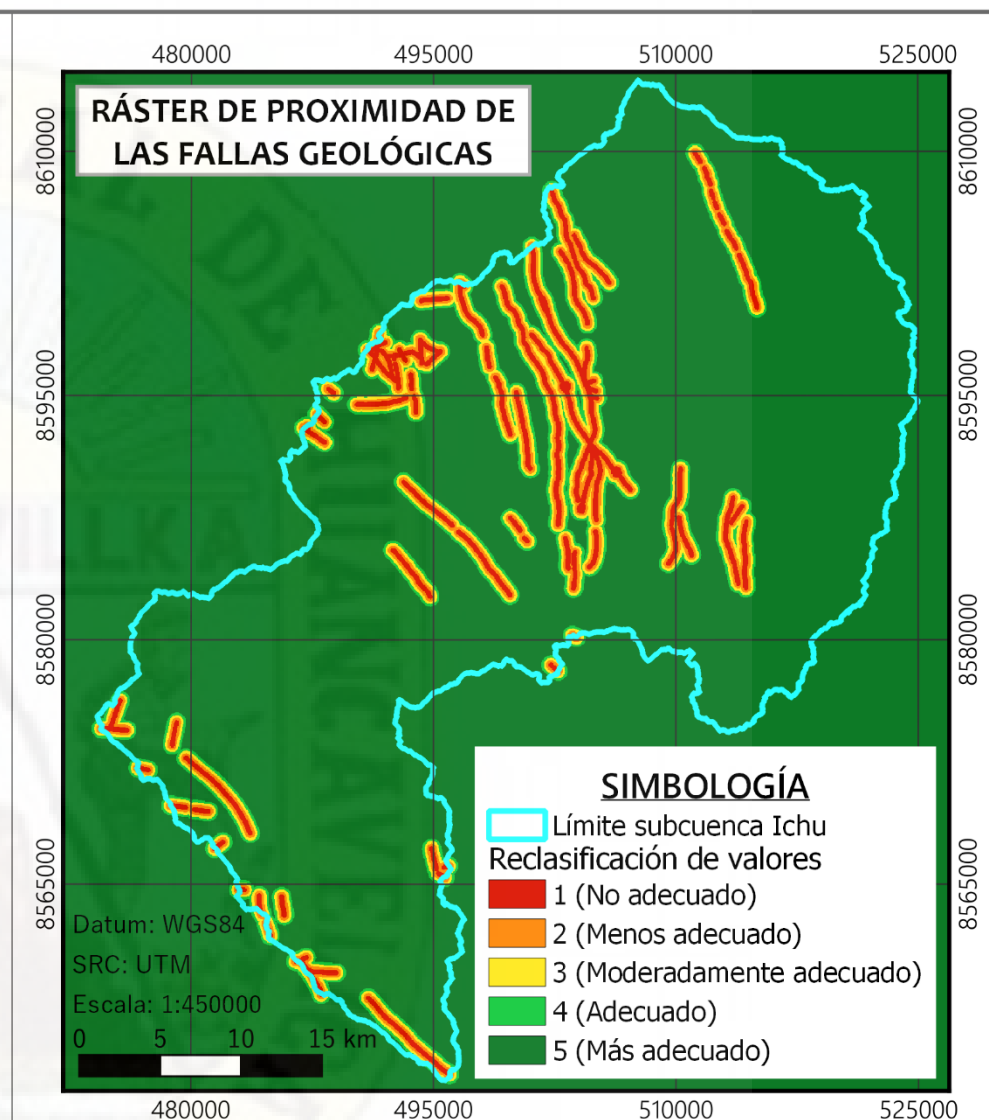 480000 495000 510000 525000
RÁSTER DE PROXIMIDAD DE
LAS FALLAS GEOLÓGICAS
8610000 8610000
8595000 8595000
8580000 8580000
8565000 8565000
SIMBOLOGÍA
Límite subcuenca Ichu
Reclasificación de valores
1 (No adecuado)
2 (Menos adecuado)
3 (Moderadamente adecuado)
4 (Adecuado)
5 (Más adecuado)
Datum: WGS84
SRC: UTM
Escala: 1:450000
0 5 10 15 km
480000 495000 510000 525000
DE
HUANCAVELI